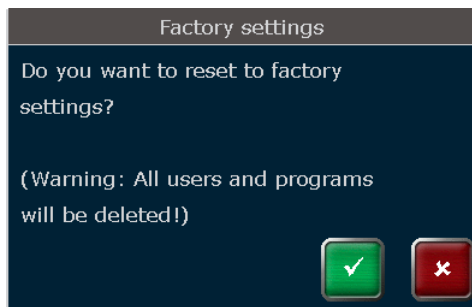 Factory settings
Do you want to reset to factory
settings?
(Warning: All users and programs
will be deleted!)